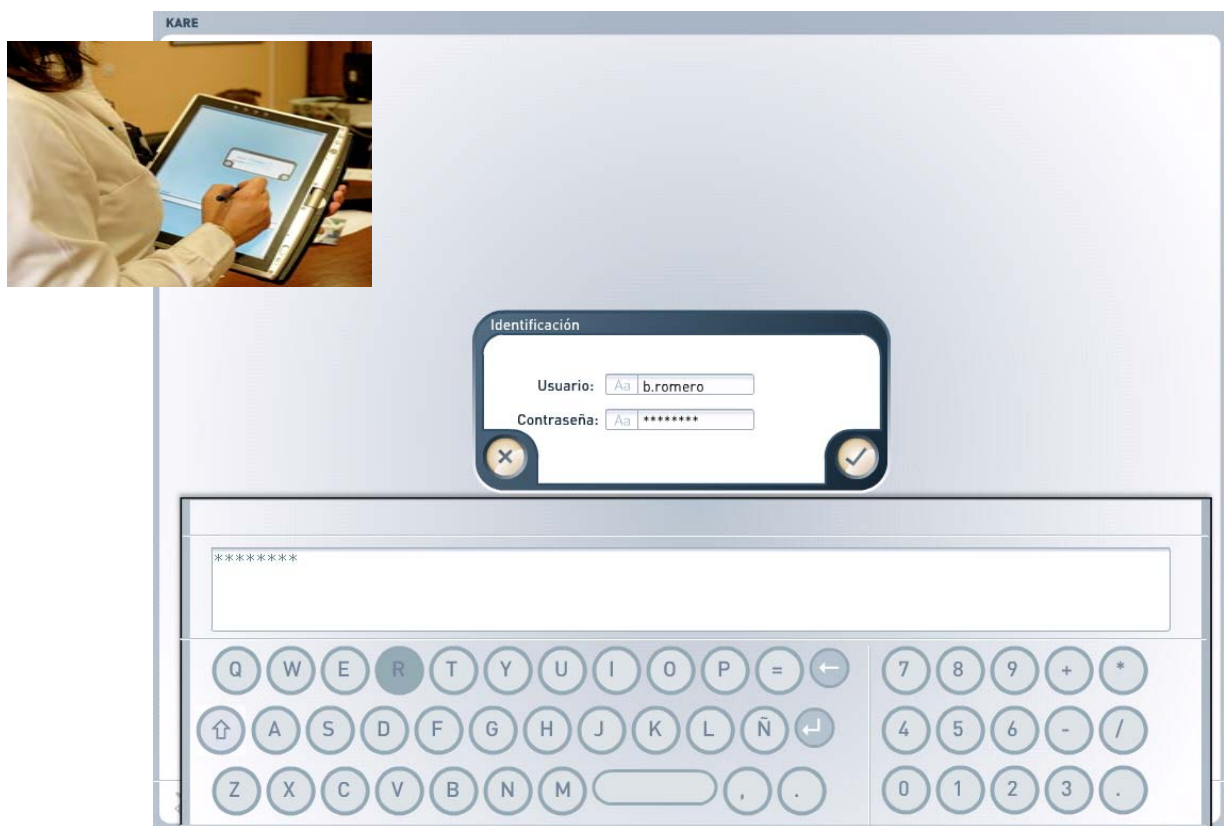 KARE
Identificación
Usuario: Aa b.romero
Contraseña: Aa ********
********
Q W E R T Y U I O P = ← 7 8 9 + *
⇧ A S D F G H J K L Ñ ↵ 4 5 6 - /
Z X C V B N M , . 0 1 2 3 .